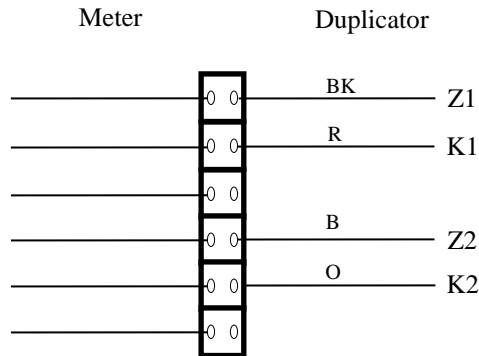 Meter Duplicator
BK Z1
R K1
B Z2
O K2